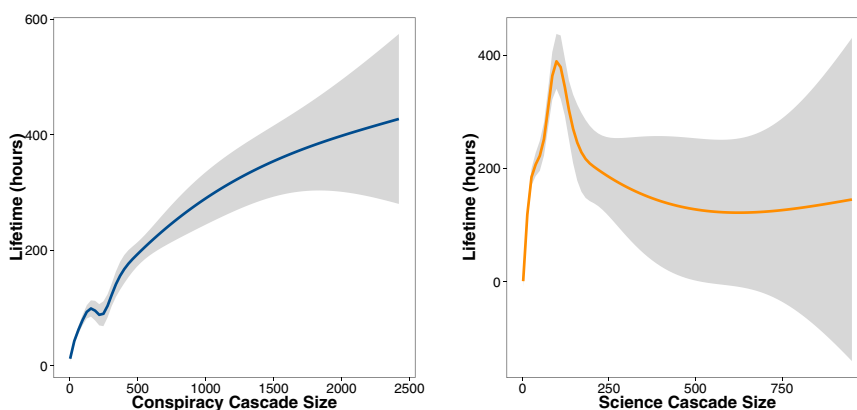 600
400
200
0
Lifetime (hours)
0 500 1000 1500 2000 2500
Conspiracy Cascade Size
400
200
0
Lifetime (hours)
0 250 500 750
Science Cascade Size